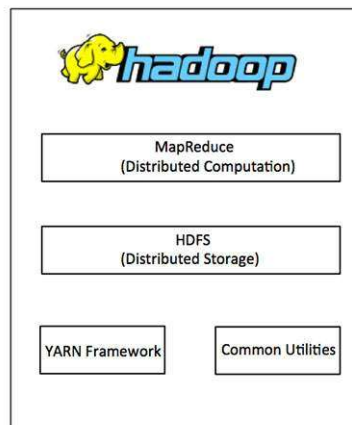 hadoop
MapReduce
(Distributed Computation)
HDFS
(Distributed Storage)
YARN Framework
Common Utilities